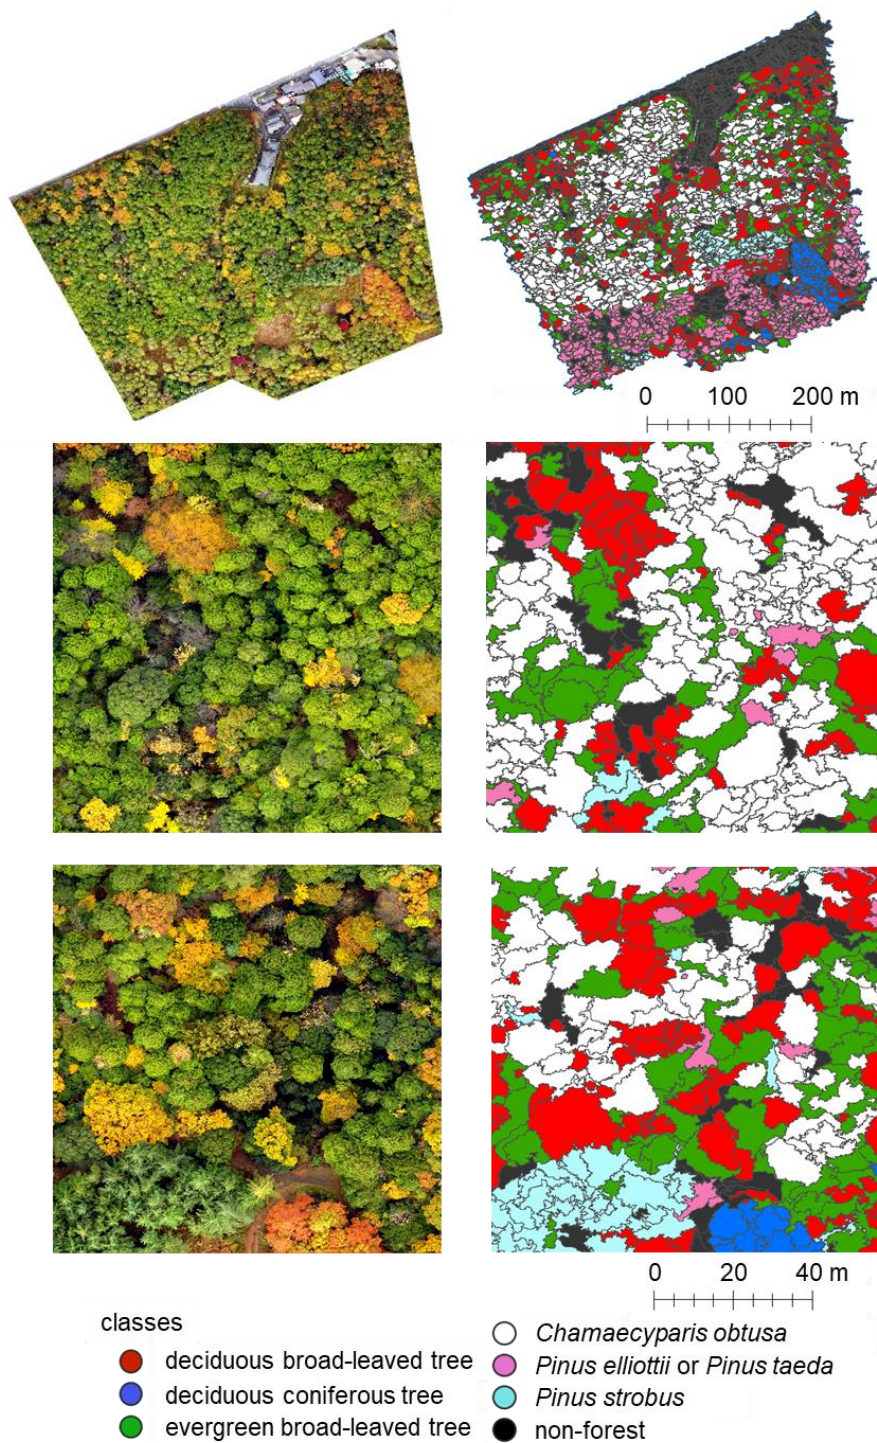 0 100 200 m
0 20 40 m
classes
deciduous broad-leaved tree
deciduous coniferous tree
evergreen broad-leaved tree
Chamaecyparis obtusa
Pinus elliottii or Pinus taeda
Pinus strobus
non-forest